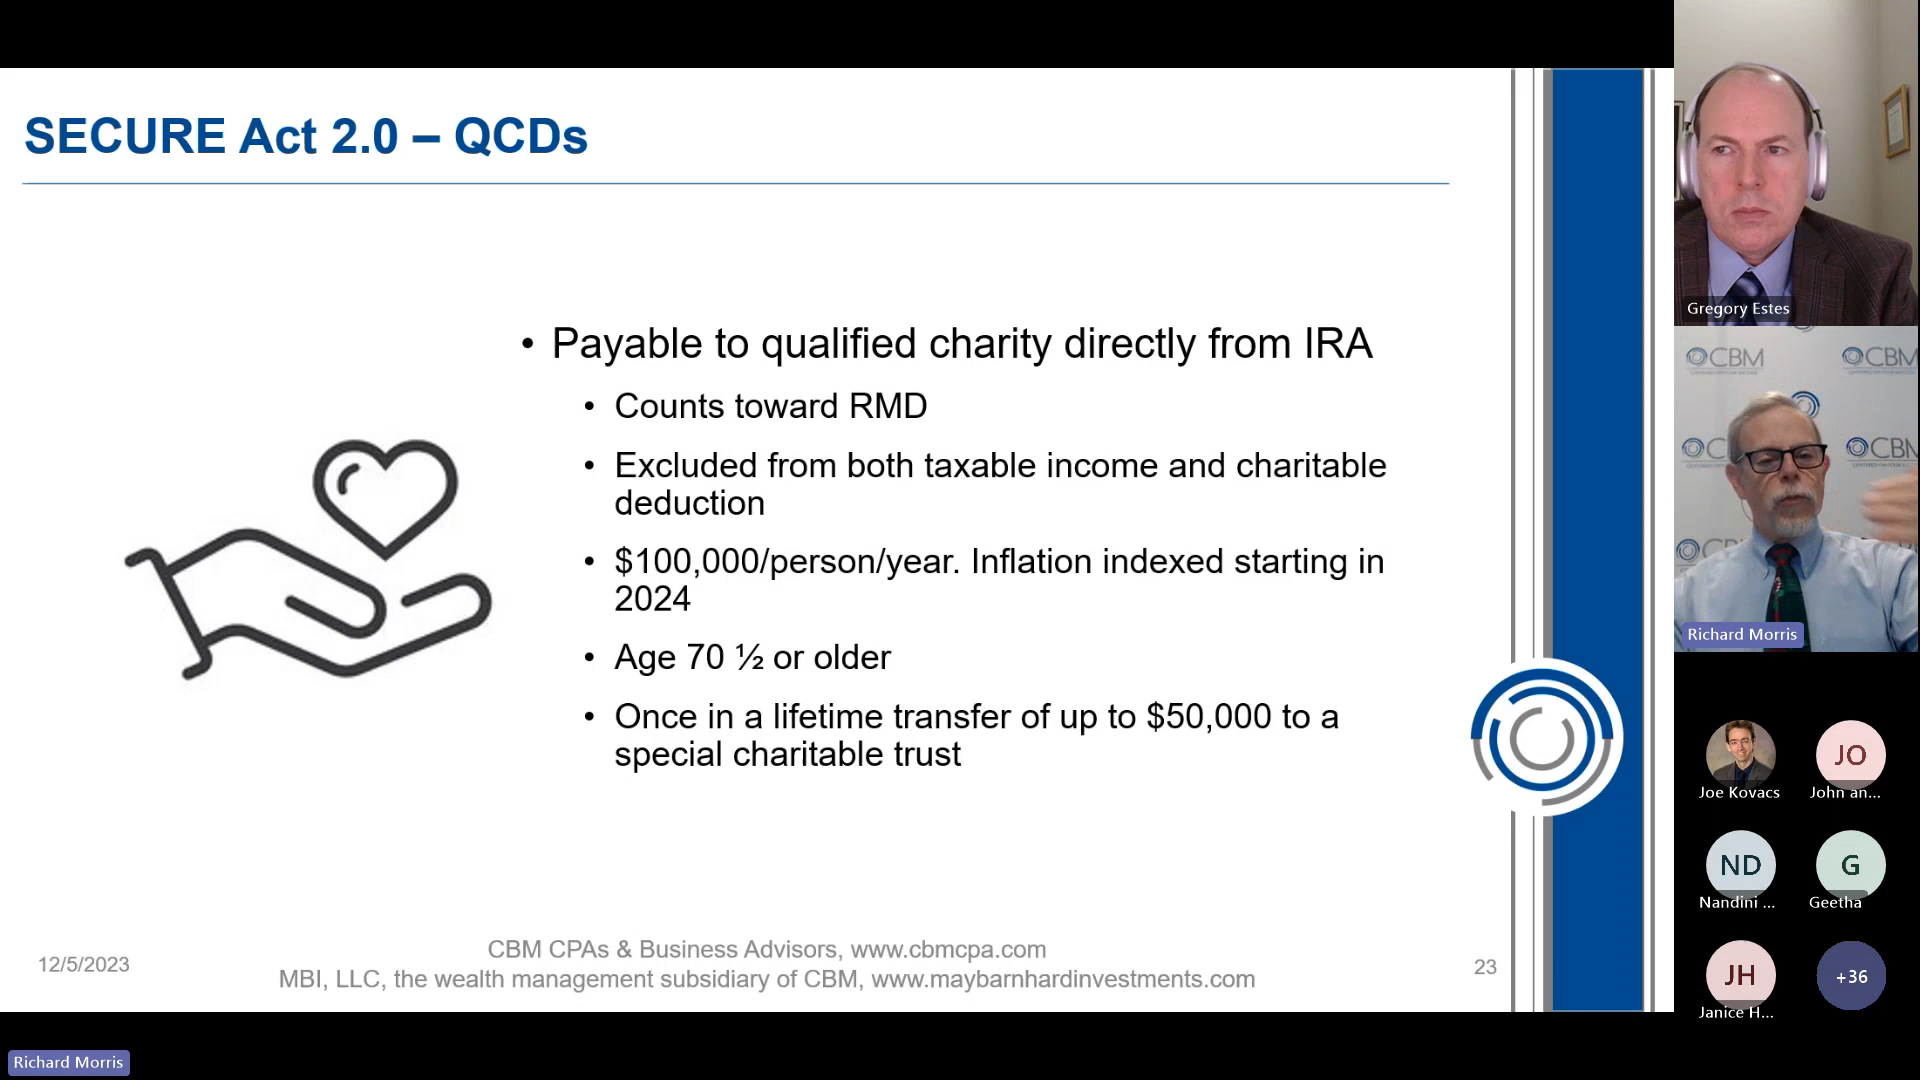 SECURE Act 2.0 – QCDs
• Payable to qualified charity directly from IRA
• Counts toward RMD
• Excluded from both taxable income and charitable
deduction
• $100,000/person/year. Inflation indexed starting in
2024
• Age 70 ½ or older
• Once in a lifetime transfer of up to $50,000 to a
special charitable trust
12/5/2023
CBM CPAs & Business Advisors, www.cbmcpa.com
MBI, LLC, the wealth management subsidiary of CBM, www.maybarnhardinvestments.com
23
Gregory Estes
CBM
CBM
CBM
Richard Morris
Joe Kovacs
JO
John an...
ND
Nandini ...
G
Geetha
JH
Janice H...
+36
Richard Morris